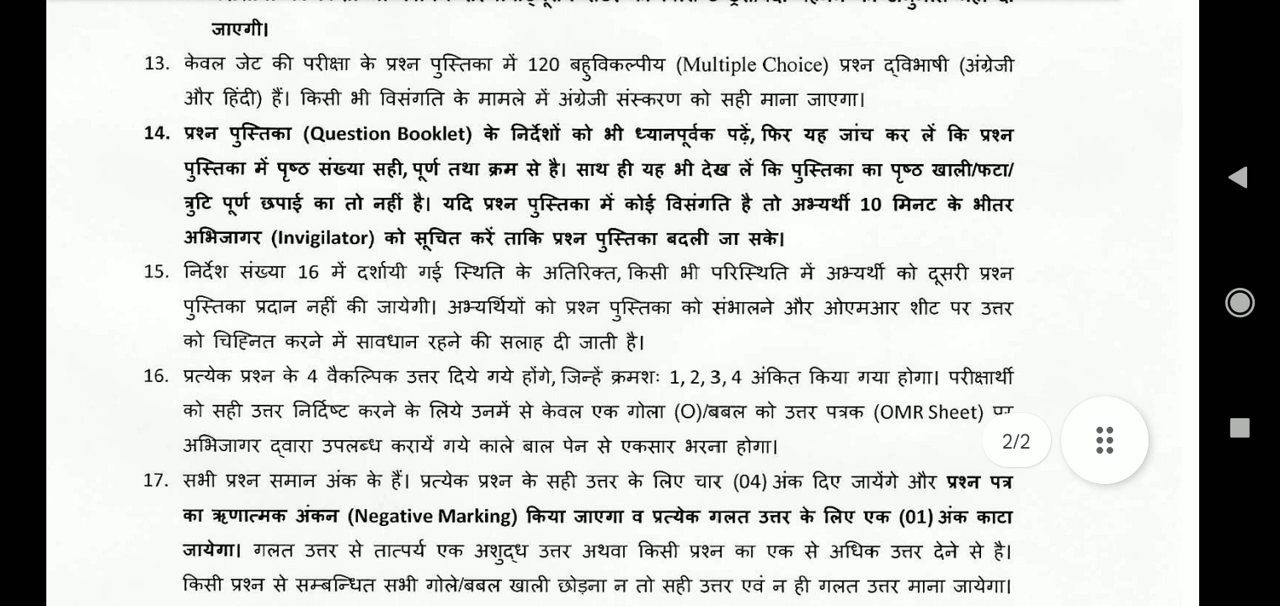 जाएगी।
13. केवल जेट की परीक्षा के प्रश्न पुस्तिका में 120 बहुविकल्पीय (Multiple Choice) प्रश्न द्विभाषी (अंग्रेजी
और हिंदी) हैं। किसी भी विसंगति के मामले में अंग्रेजी संस्करण को सही माना जाएगा।
14. प्रश्न पुस्तिका (Question Booklet) के निर्देशों को भी ध्यानपूर्वक पढ़ें, फिर यह जांच कर लें कि प्रश्न
पुस्तिका में पृष्ठ संख्या सही, पूर्ण तथा क्रम से है। साथ ही यह भी देख लें कि पुस्तिका का पृष्ठ खाली/फटा/
त्रुटि पूर्ण छपाई का तो नहीं है। यदि प्रश्न पुस्तिका में कोई विसंगति है तो अभ्यर्थी 10 मिनट के भीतर
अभिजागर (Invigilator) को सूचित करें ताकि प्रश्न पुस्तिका बदली जा सके।
15. निर्देश संख्या 16 में दर्शायी गई स्थिति के अतिरिक्त, किसी भी परिस्थिति में अभ्यर्थी को दूसरी प्रश्न
पुस्तिका प्रदान नहीं की जायेगी। अभ्यर्थियों को प्रश्न पुस्तिका को संभालने और ओएमआर शीट पर उत्तर
को चिह्नित करने में सावधान रहने की सलाह दी जाती है।
16. प्रत्येक प्रश्न के 4 वैकल्पिक उत्तर दिये गये होंगे, जिन्हें क्रमशः 1, 2, 3, 4 अंकित किया गया होगा। परीक्षार्थी
को सही उत्तर निर्दिष्ट करने के लिये उनमें से केवल एक गोला (O)/बबल को उत्तर पत्रक (OMR Sheet) पर
अभिजागर द्वारा उपलब्ध करायें गये काले बाल पेन से एकसार भरना होगा।
2/2
17. सभी प्रश्न समान अंक के हैं। प्रत्येक प्रश्न के सही उत्तर के लिए चार (04) अंक दिए जायेंगे और प्रश्न पत्र
का ऋणात्मक अंकन (Negative Marking) किया जाएगा व प्रत्येक गलत उत्तर के लिए एक (01) अंक काटा
जायेगा। गलत उत्तर से तात्पर्य एक अशुद्ध उत्तर अथवा किसी प्रश्न का एक से अधिक उत्तर देने से है।
किसी प्रश्न से सम्बन्धित सभी गोले/बबल खाली छोड़ना न तो सही उत्तर एवं न ही गलत उत्तर माना जायेगा।